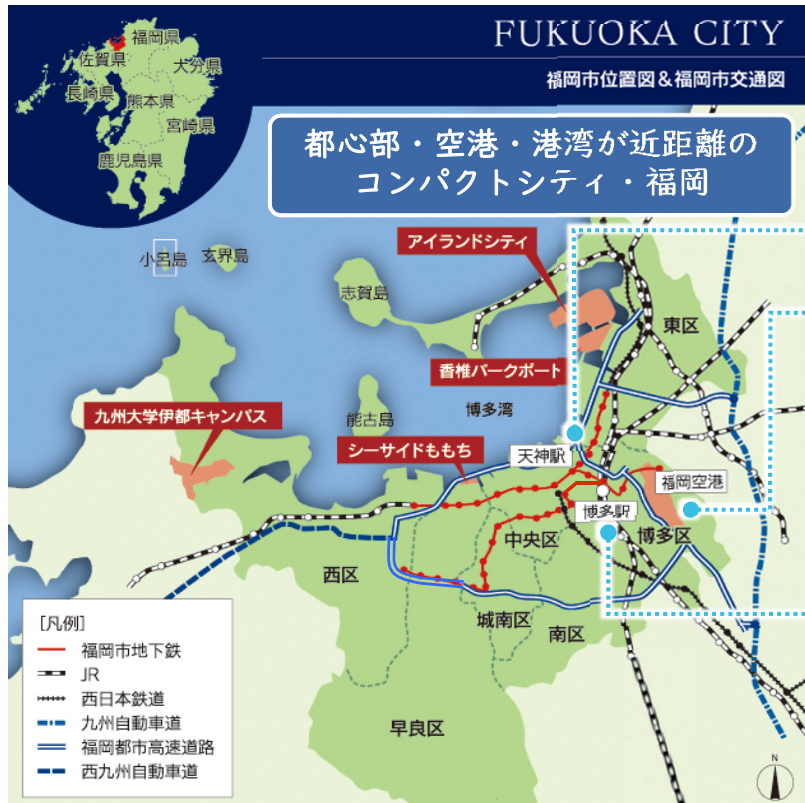 FUKUOKA CITY
福岡市位置図＆福岡市交通図
福岡県
佐賀県
大分県
長崎県
熊本県
宮崎県
鹿児島県
都心部・空港・港湾が近距離の
コンパクトシティ・福岡
アイランドシティ
小呂島
玄界島
志賀島
東区
香椎パークポート
博多湾
九州大学伊都キャンパス
能古島
シーサイドももち
天神駅
福岡空港
博多駅
博多区
中央区
西区
城南区
南区
早良区
［凡例］
福岡市地下鉄
JR
西日本鉄道
九州自動車道
福岡都市高速道路
西九州自動車道
N